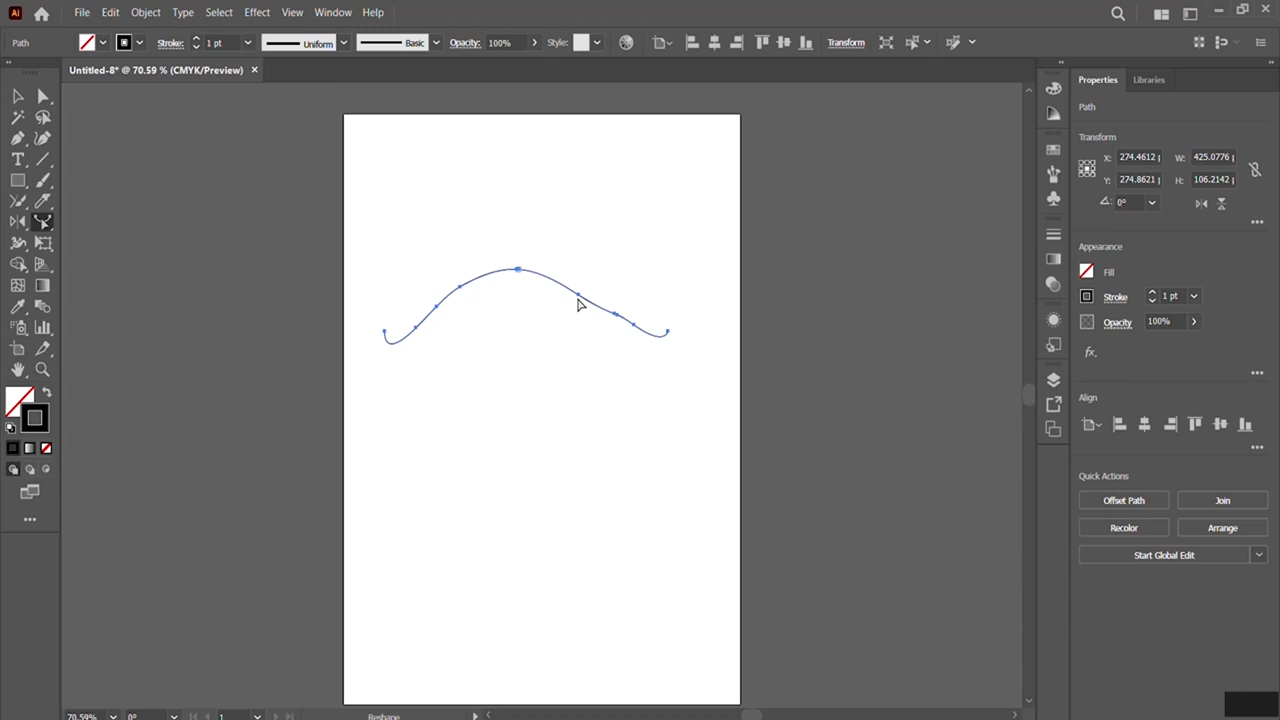 Ai File Edit Object Type Select Effect View Window Help
Path Stroke: 1 pt Uniform Basic Opacity: 100% Style: Transform
Untitled-8* @ 70.59 % (CMYK/Preview) ×
Properties Libraries
Path
Transform
X: 274.4612 p W: 425.0776 p
Y: 274.8621 p H: 106.2142 p
0°
Appearance
Fill
Stroke 1 pt
Opacity 100%
fx.
Align
Quick Actions
Offset Path Join
Recolor Arrange
Start Global Edit
70.59% 0° 1 Reshape